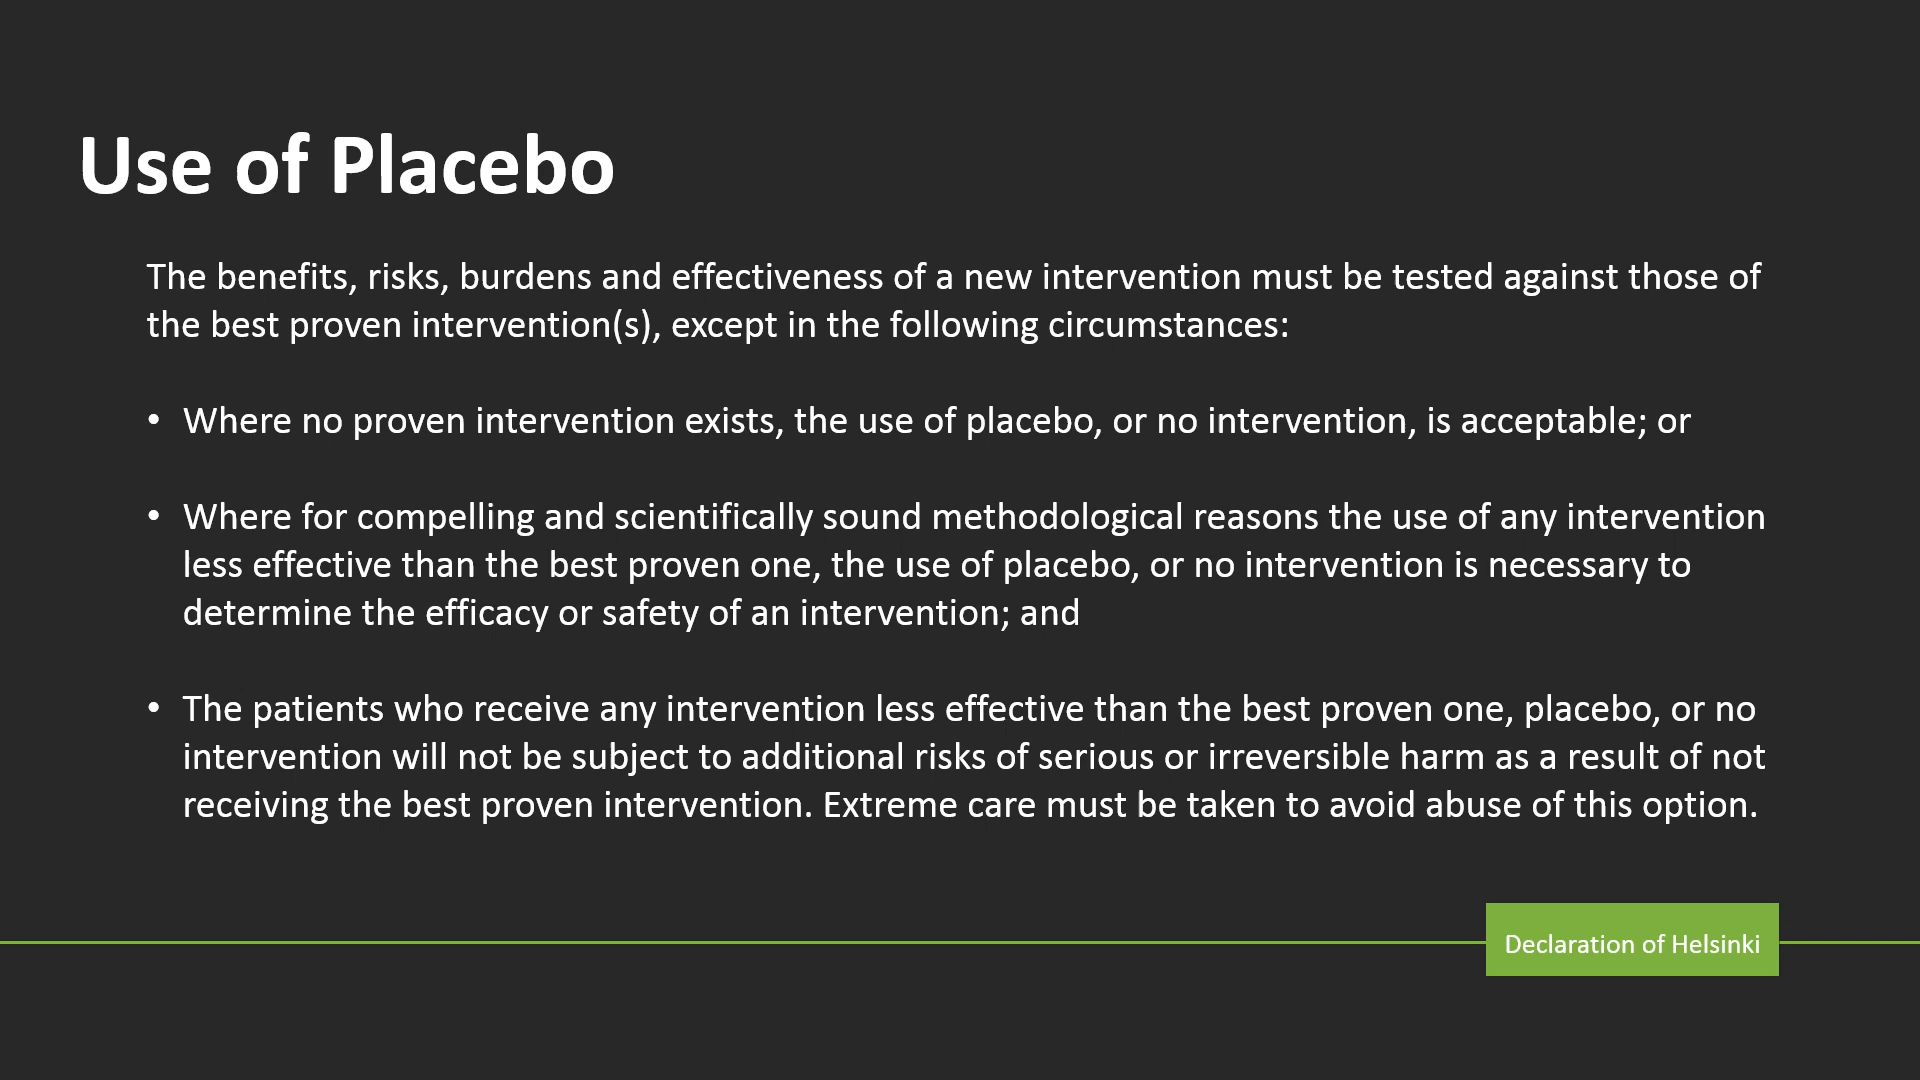 Use of Placebo
The benefits, risks, burdens and effectiveness of a new intervention must be tested against those of
the best proven intervention(s), except in the following circumstances:
• Where no proven intervention exists, the use of placebo, or no intervention, is acceptable; or
• Where for compelling and scientifically sound methodological reasons the use of any intervention
less effective than the best proven one, the use of placebo, or no intervention is necessary to
determine the efficacy or safety of an intervention; and
• The patients who receive any intervention less effective than the best proven one, placebo, or no
intervention will not be subject to additional risks of serious or irreversible harm as a result of not
receiving the best proven intervention. Extreme care must be taken to avoid abuse of this option.
Declaration of Helsinki